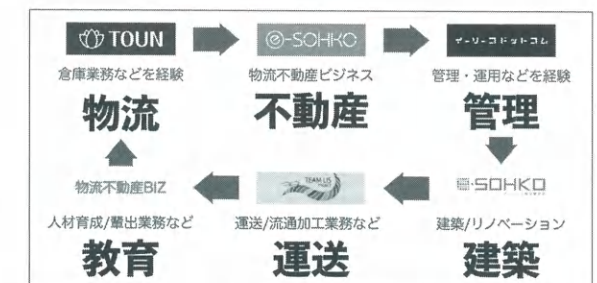 TOUN
@-SOHKO
イーソーコドットコム
倉庫業務などを経験
物流不動産ビジネス
管理・運用などを経験
物流
不動産
管理
物流不動産BIZ
TEAM US
e-SOHKO
人材育成/輩出業務など
運送/流通加工業務など
建築/リノベーション
教育
運送
建築